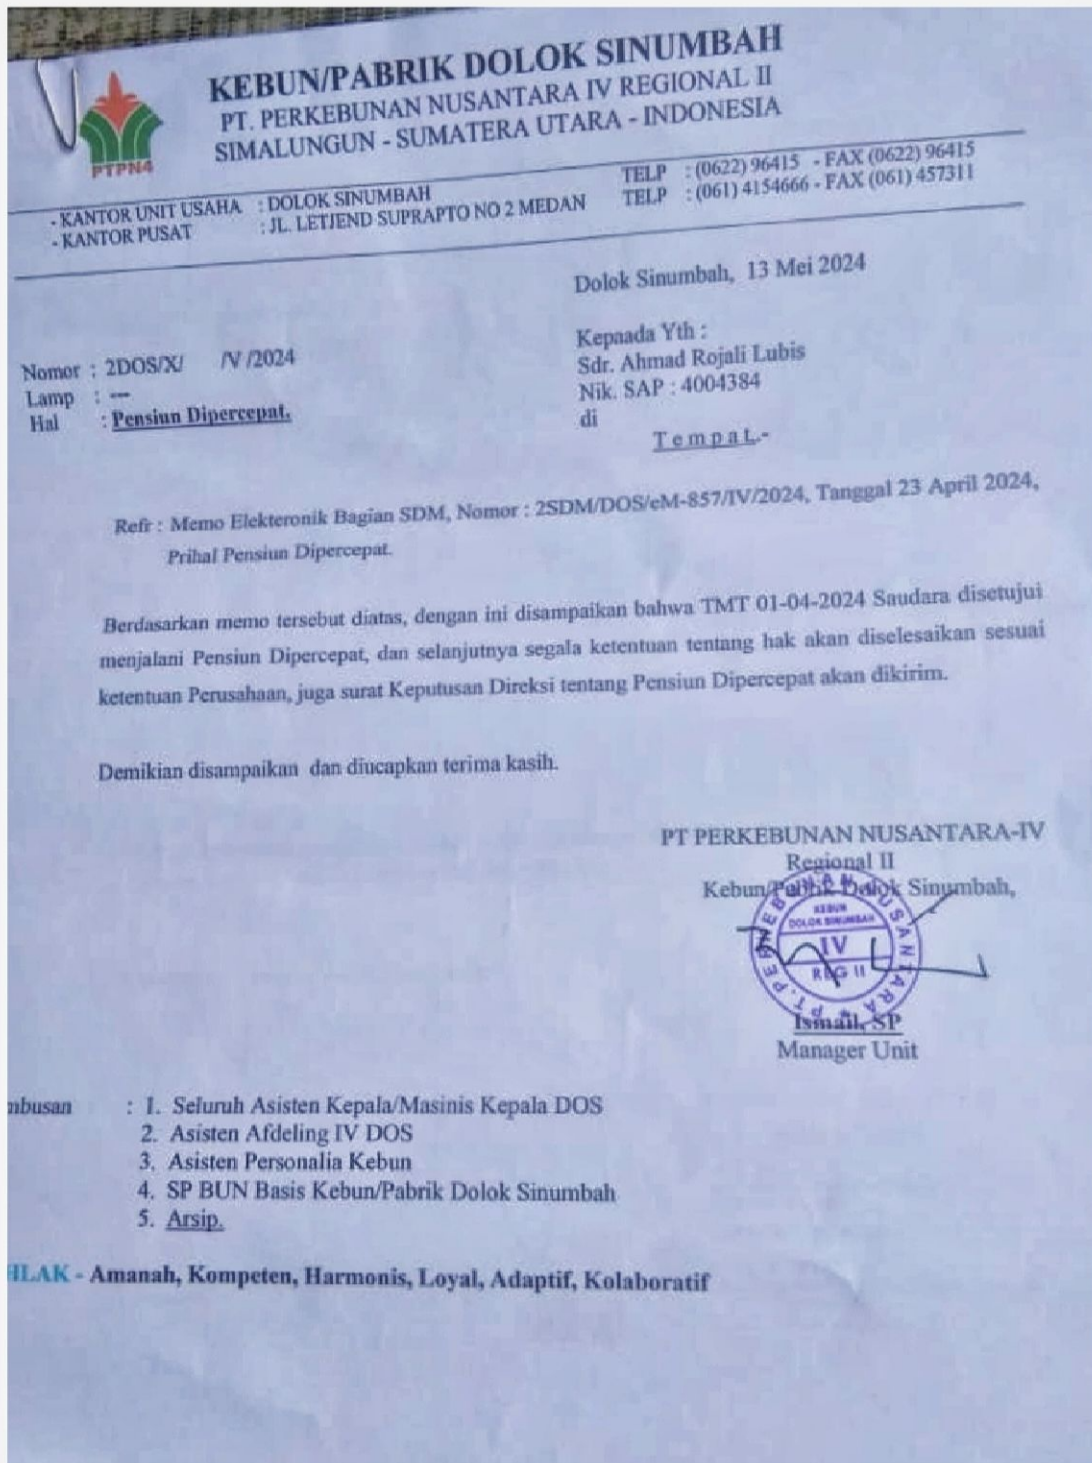 PTPN4
KEBUN/PABRIK DOLOK SINUMBAH
PT. PERKEBUNAN NUSANTARA IV REGIONAL II
SIMALUNGUN - SUMATERA UTARA - INDONESIA
- KANTOR UNIT USAHA : DOLOK SINUMBAH TELP : (0622) 96415 - FAX (0622) 96415
- KANTOR PUSAT : JL. LETJEND SUPRAPTO NO 2 MEDAN TELP : (061) 4154666 - FAX (061) 457311
Dolok Sinumbah, 13 Mei 2024
Nomor : 2DOS/X/ IV /2024
Lamp : ---
Hal : Pensiun Dipercepat.
Kepaada Yth :
Sdr. Ahmad Rojali Lubis
Nik. SAP : 4004384
di
T e m p a t.-
Refr : Memo Elekteronik Bagian SDM, Nomor : 2SDM/DOS/eM-857/IV/2024, Tanggal 23 April 2024,
Prihal Pensiun Dipercepat.
Berdasarkan memo tersebut diatas, dengan ini disampaikan bahwa TMT 01-04-2024 Saudara disetujui
menjalani Pensiun Dipercepat, dan selanjutnya segala ketentuan tentang hak akan diselesaikan sesuai
ketentuan Perusahaan, juga surat Keputusan Direksi tentang Pensiun Dipercepat akan dikirim.
Demikian disampaikan dan diucapkan terima kasih.
PT PERKEBUNAN NUSANTARA-IV
Regional II
Kebun/Pabrik Dolok Sinumbah,
PT. PERKEBUNAN NUSANTARA
KEBUN
DOLOK SINUMBAH
IV
REG II
Ismail, SP
Manager Unit
mbusan : 1. Seluruh Asisten Kepala/Masinis Kepala DOS
2. Asisten Afdeling IV DOS
3. Asisten Personalia Kebun
4. SP BUN Basis Kebun/Pabrik Dolok Sinumbah
5. Arsip.
HLAK - Amanah, Kompeten, Harmonis, Loyal, Adaptif, Kolaboratif